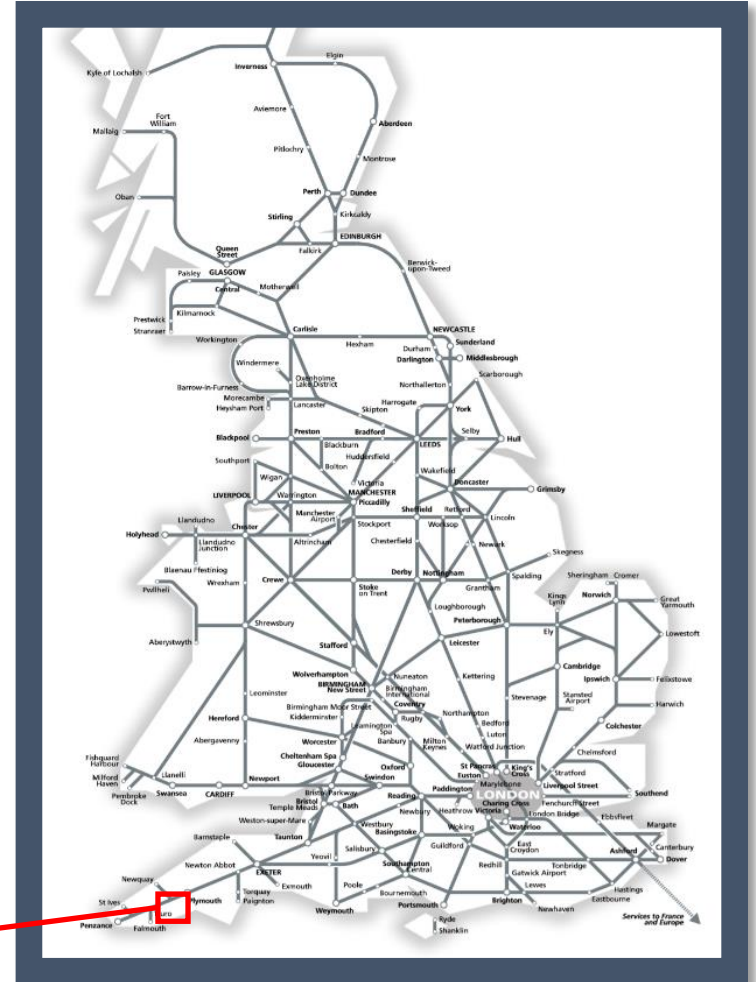 Inverness
Elgin
Kyle of Lochalsh
Aviemore
Fort
William
Mallaig
Aberdeen
Pitlochry
Montrose
Oban
Perth
Dundee
Stirling
Kirkcaldy
EDINBURGH
Queen
Street
Falkirk
Berwick-
upon-Tweed
Paisley
GLASGOW
Central
Motherwell
Prestwick
Stranraer
Kilmarnock
Carlisle
NEWCASTLE
Workington
Hexham
Sunderland
Durham
Darlington
Middlesbrough
Windermere
Scarborough
Oxenholme
Lake District
Barrow-in-Furness
Northallerton
Morecambe
Heysham Port
Lancaster
Harrogate
York
Skipton
Blackpool
Preston
Bradford
Selby
Hull
Blackburn
LEEDS
Huddersfield
Southport
Bolton
Wakefield
Wigan
Victoria
Doncaster
MANCHESTER
Piccadilly
Grimsby
LIVERPOOL
Warrington
Sheffield
Retford
Manchester
Airport
Lincoln
Llandudno
Chester
Stockport
Worksop
Holyhead
Llandudno
Junction
Altrincham
Chesterfield
Newark
Skegness
Blaenau Ffestiniog
Derby
Nottingham
Spalding
Sheringham
Cromer
Pwllheli
Wrexham
Crewe
Stoke
on Trent
Grantham
Kings
Lynn
Norwich
Great
Yarmouth
Loughborough
Shrewsbury
Peterborough
Ely
Lowestoft
Aberystwyth
Stafford
Leicester
Wolverhampton
Nuneaton
Kettering
Cambridge
BIRMINGHAM
New Street
Birmingham
International
Ipswich
Felixstowe
Leominster
Stevenage
Stansted
Airport
Birmingham Moor Street
Coventry
Northampton
Harwich
Kidderminster
Rugby
Hereford
Leamington
Spa
Bedford
Colchester
Worcester
Banbury
Milton
Keynes
Luton
Abergavenny
Watford Junction
Chelmsford
Cheltenham Spa
Fishguard
Harbour
Gloucester
Oxford
St Pancras
King's
Cross
Llanelli
Euston
Stratford
Milford
Haven
Newport
Swindon
Marylebone
Liverpool Street
Pembroke
Dock
Swansea
CARDIFF
Bristol Parkway
Paddington
LONDON
Southend
Bristol
Temple Meads
Bath
Reading
Charing Cross
Fenchurch Street
Weston-super-Mare
Newbury
Heathrow
Victoria
London Bridge
Ebbsfleet
Westbury
Basingstoke
Woking
Waterloo
Margate
Barnstaple
Taunton
Salisbury
Guildford
East
Croydon
Canterbury
Yeovil
Ashford
Newton Abbot
EXETER
Southampton
Central
Redhill
Tonbridge
Dover
Gatwick Airport
Newquay
Exmouth
Poole
Lewes
Hastings
Torquay
Paignton
Bournemouth
Eastbourne
St Ives
Plymouth
Weymouth
Portsmouth
Brighton
Newhaven
uro
Penzance
Falmouth
Ryde
Shanklin
Services to France
and Europe